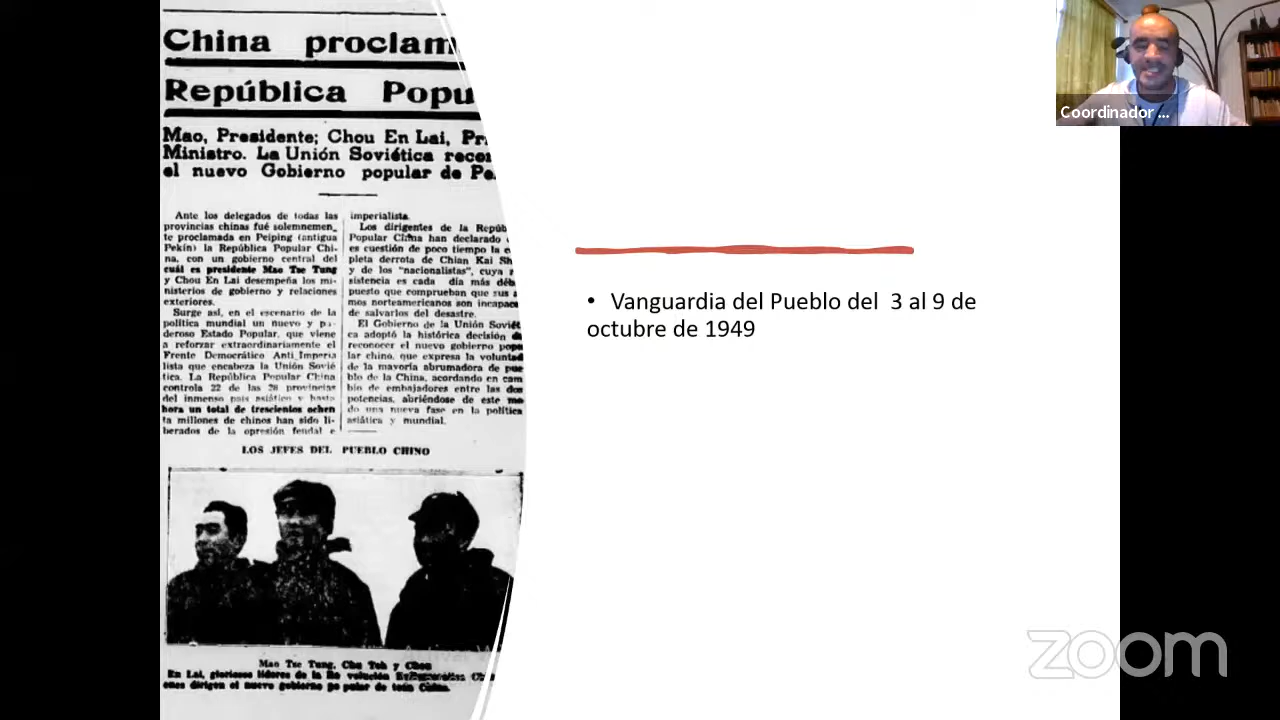 China proclam
República Popu
Mao, Presidente; Chou En Lai, Pr
Ministro. La Unión Soviética recon
el nuevo Gobierno popular de Pe
Ante los delegados de todas las
provincias chinas fué solemnemen_
te proclamada en Peiping (antigua
Pekín) la República Popular Chi-
na, con un gobierno central del
cuál es presidente Mao Tse Tung
y Chou En Lai desempeña los mi-
nisterios de gobierno y relaciones
exteriores.
Surge así, en el escenario de la
política mundial un nuevo y po-
deroso Estado Popular, que viene
a reforzar extraordinariamente el
Frente Democrático Anti_Imperia
lista que encabeza la Unión Sovié
tica. La República Popular China
controla 22 de las 28 provincias
del inmenso país asiático y hasta
hora un total de trescientos ochen
ta millones de chinos han sido li-
berados de la opresión feudal e
imperialista.
Los dirigentes de la Repúb
Popular China han declarado
es cuestión de poco tiempo la
pleta derrota de Chian Kai Sh
y de los "nacionalistas", cuya
sistencia es cada día más déb
puesto que comprueban que sus
mos norteamericanos son incapac
de salvarlos del desastre.
El Gobierno de la Unión Soviét
ca adoptó la histórica decisión d
reconocer el nuevo gobierno popu
lar chino, que expresa la voluntad
de la mayoría abrumadora de pue
blo de la China, acordando en cam
bio de embajadores entre las dos
potencias, abriéndose de este mo
do una nueva fase en la política
asiática y mundial.
LOS JEFES DEL PUEBLO CHINO
Mao Tse Tung, Chu Teh y Chou
En Lai, gloriosos líderes de la Re volución
ones dirigen el nuevo gobierno po pular de toda China.
• Vanguardia del Pueblo del 3 al 9 de
octubre de 1949
Coordinador ...
zoom